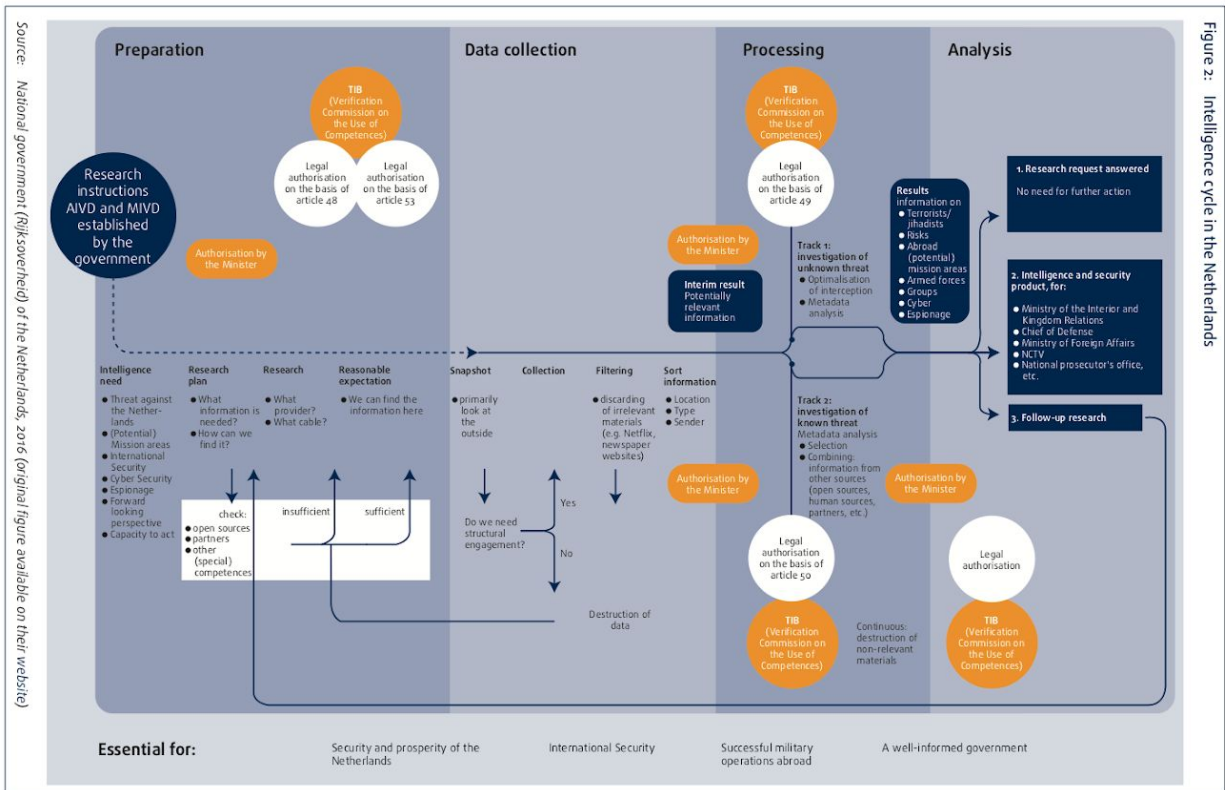 Figure 2: Intelligence cycle in the Netherlands
Preparation
Data collection
Processing
Analysis
Research
instructions
AIVD and MIVD
established
by the
government
TIB
(Verification
Commission on
the Use of
Competences)
Legal
authorisation
on the basis of
article 48
Legal
authorisation
on the basis of
article 53
Authorisation by
the Minister
TIB
(Verification
Commission on
the Use of
Competences)
Legal
authorisation
on the basis of
article 49
Authorisation by
the Minister
Interim result
Potentially
relevant
information
Track 1:
investigation of
unknown threat
● Optimalisation
of interception
● Metadata
analysis
Results
information on
● Terrorists/
jihadists
● Risks
● Abroad
(potential)
mission areas
● Armed forces
● Groups
● Cyber
● Espionage
1. Research request answered
No need for further action
2. Intelligence and security
product, for:
● Ministry of the Interior and
Kingdom Relations
● Chief of Defense
● Ministry of Foreign Affairs
● NCTV
● National prosecutor's office,
etc.
3. Follow-up research
Intelligence
need
● Threat against
the Nether-
lands
● (Potential)
Mission areas
● International
Security
● Cyber Security
● Espionage
● Forward
looking
perspective
● Capacity to act
Research
plan
● What
information is
needed?
● How can we
find it?
Research
● What
provider?
● What cable?
Reasonable
expectation
● We can find the
information here
check:
● open sources
● partners
● other
(special)
competences
insufficient
sufficient
Snapshot
● primarily
look at
the
outside
Collection
Filtering
● discarding of
irrelevant
materials
(e.g. Netflix,
newspaper
websites)
Sort
information
● Location
● Type
● Sender
Do we need
structural
engagement?
Yes
No
Destruction of
data
Authorisation by
the Minister
Track 2:
investigation of
known threat
Metadata analysis
● Selection
● Combining:
information from
other sources
(open sources,
human sources,
partners, etc.)
Authorisation by
the Minister
Legal
authorisation
on the basis of
article 50
TIB
(Verification
Commission on
the Use of
Competences)
Continuous:
destruction of
non-relevant
materials
Legal
authorisation
TIB
(Verification
Commission on
the Use of
Competences)
Essential for:
Security and prosperity of the
Netherlands
International Security
Successful military
operations abroad
A well-informed government
Source: National government (Rijksoverheid) of the Netherlands, 2016 (original figure available on their website)